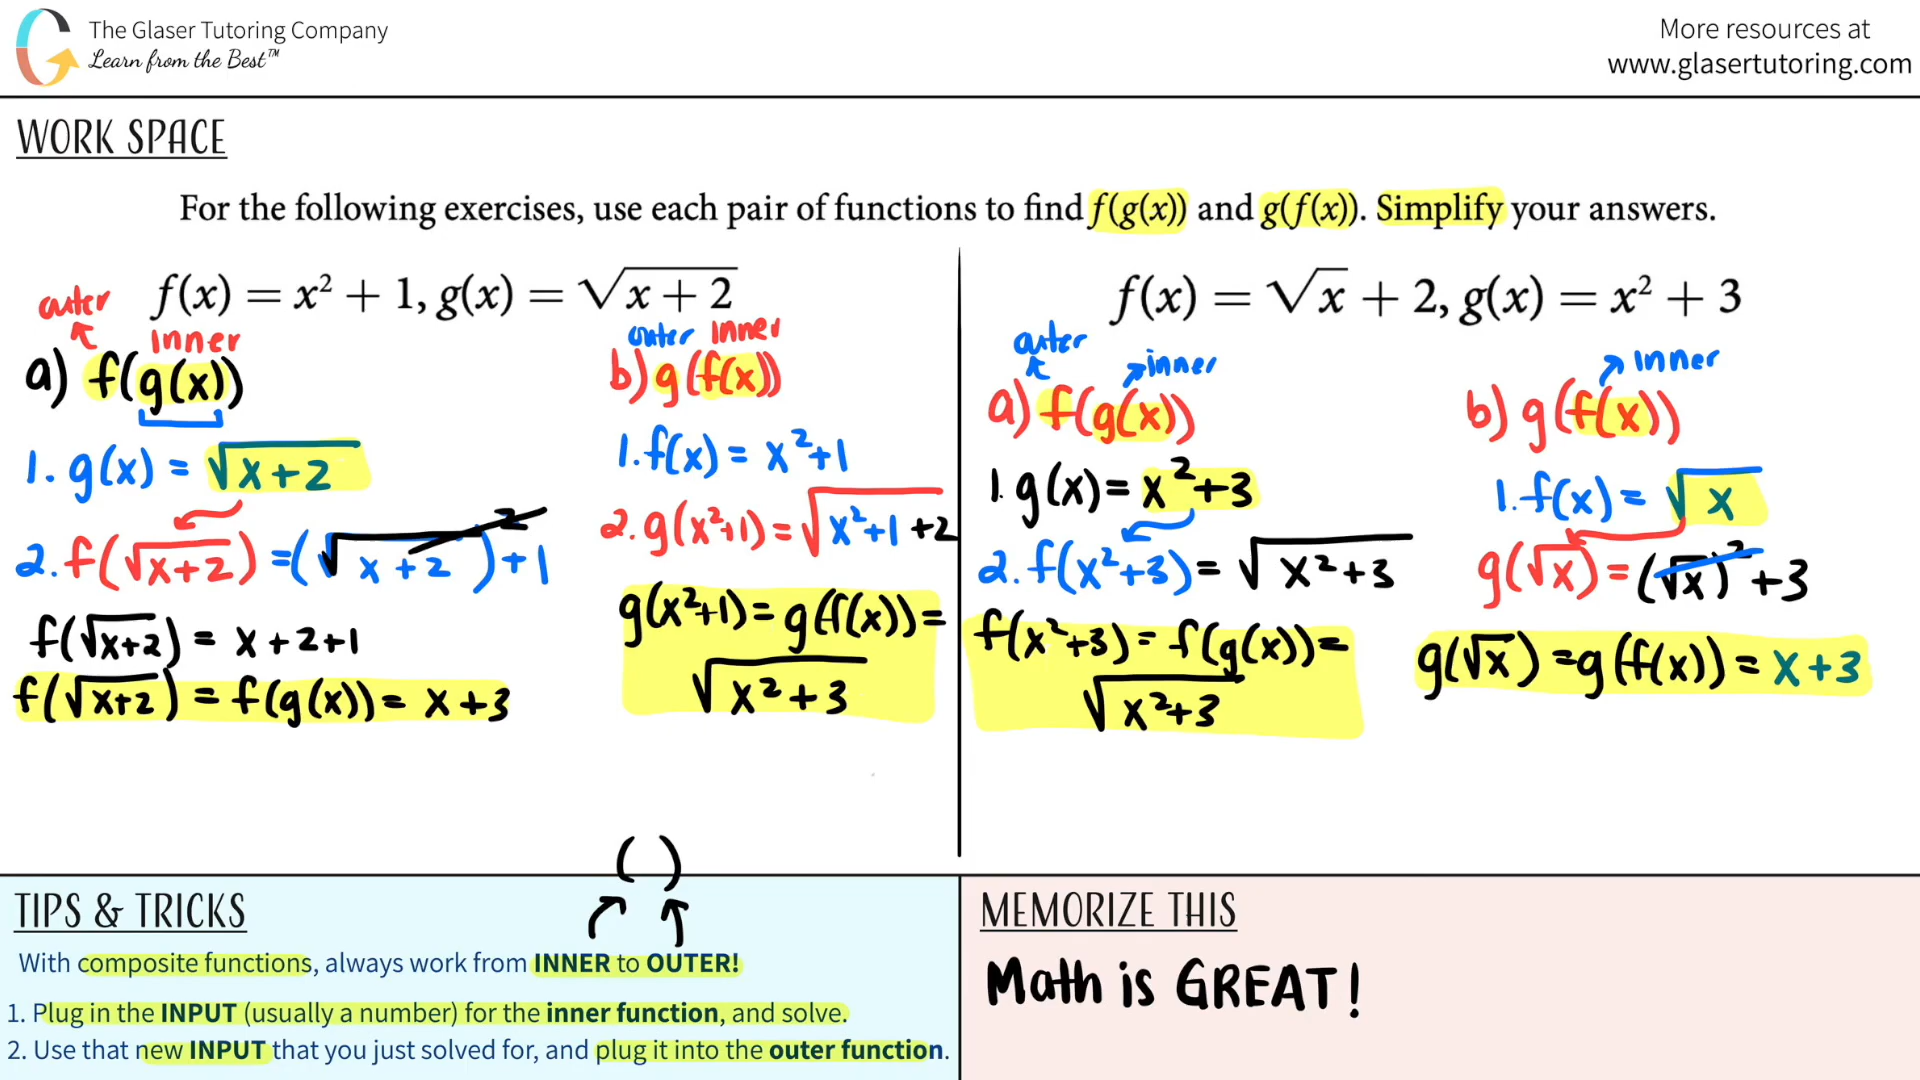 The Glaser Tutoring Company
Learn from the Best™
More resources at
www.glasertutoring.com
WORK SPACE
For the following exercises, use each pair of functions to find f(g(x)) and g(f(x)). Simplify your answers.
f(x) = x² + 1, g(x) = √(x + 2)
outer
inner
a) f(g(x))
1. g(x) = √(x+2)
2. f(√(x+2)) = (√(x+2))² + 1
f(√(x+2)) = x+2+1
f(√(x+2)) = f(g(x)) = x+3
outer inner
b) g(f(x))
1. f(x) = x²+1
2. g(x²+1) = √(x²+1+2)
g(x²+1) = g(f(x)) =
√(x²+3)
( )
f(x) = √x + 2, g(x) = x² + 3
outer
inner
a) f(g(x))
1. g(x) = x²+3
2. f(x²+3) = √(x²+3)
f(x²+3) = f(g(x)) =
√(x²+3)
inner
b) g(f(x))
1. f(x) = √x
g(√x) = (√x)² + 3
g(√x) = g(f(x)) = x+3
TIPS & TRICKS
With composite functions, always work from INNER to OUTER!
1. Plug in the INPUT (usually a number) for the inner function, and solve.
2. Use that new INPUT that you just solved for, and plug it into the outer function.
MEMORIZE THIS
Math is GREAT!